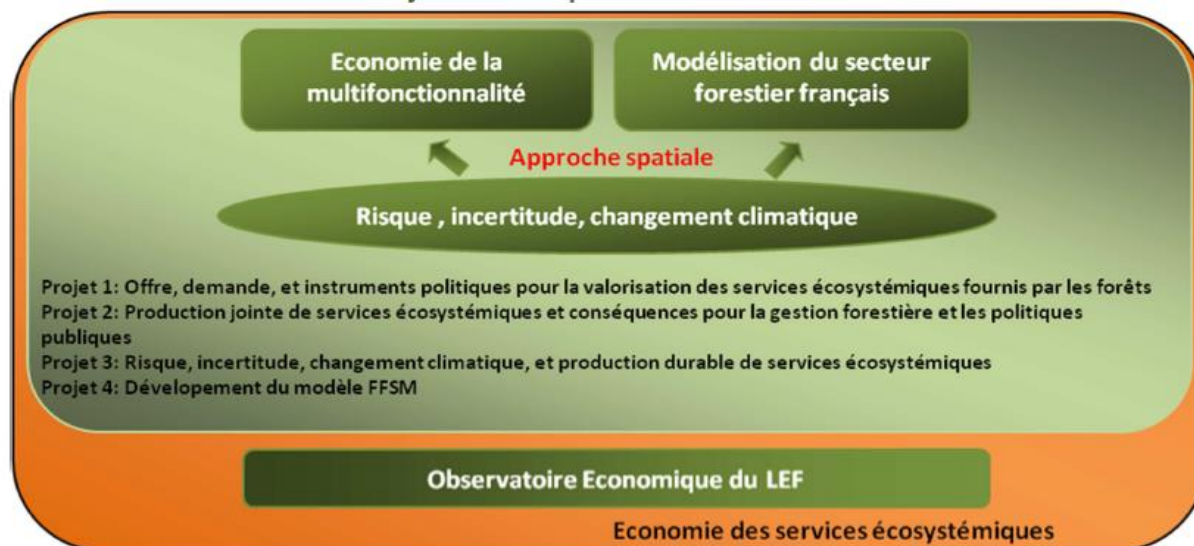 Economie de la
multifonctionnalité
Modélisation du secteur
forestier français
Approche spatiale
Risque , incertitude, changement climatique
Projet 1: Offre, demande, et instruments politiques pour la valorisation des services écosystémiques fournis par les forêts
Projet 2: Production jointe de services écosystémiques et conséquences pour la gestion forestière et les politiques
publiques
Projet 3: Risque, incertitude, changement climatique, et production durable de services écosystémiques
Projet 4: Dévelopement du modèle FFSM
Observatoire Economique du LEF
Economie des services écosystémiques